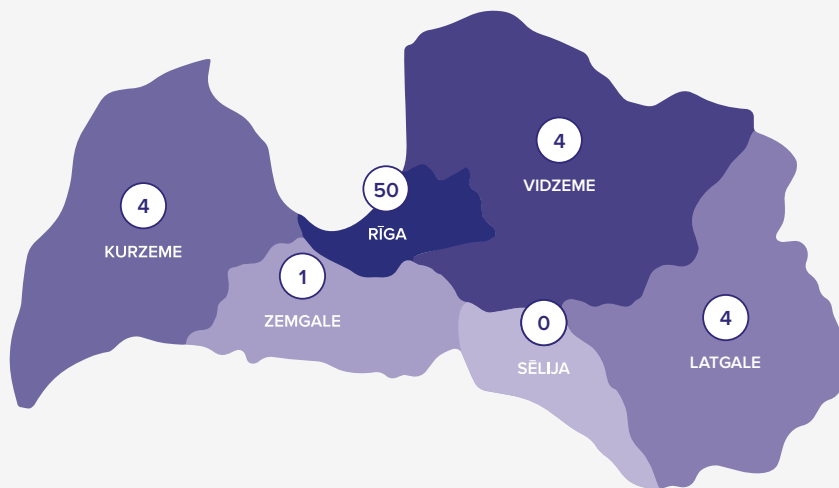 4
VIDZEME
50
RĪGA
4
KURZEME
1
ZEMGALE
0
SĒLIJA
4
LATGALE